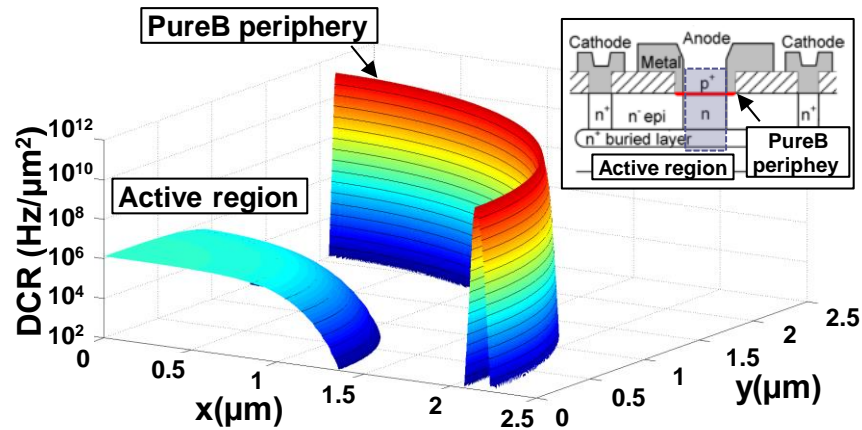 PureB periphery
Cathode
Anode
Cathode
Metal
p+
n+
n- epi
n
n+
n+ buried layer
PureB
periphey
Active region
Active region
DCR (Hz/µm²)
10¹²
10¹⁰
10⁸
10⁶
10⁴
10²
0
0.5
1
1.5
2
2.5
x(µm)
0
0.5
1
1.5
2
2.5
y(µm)